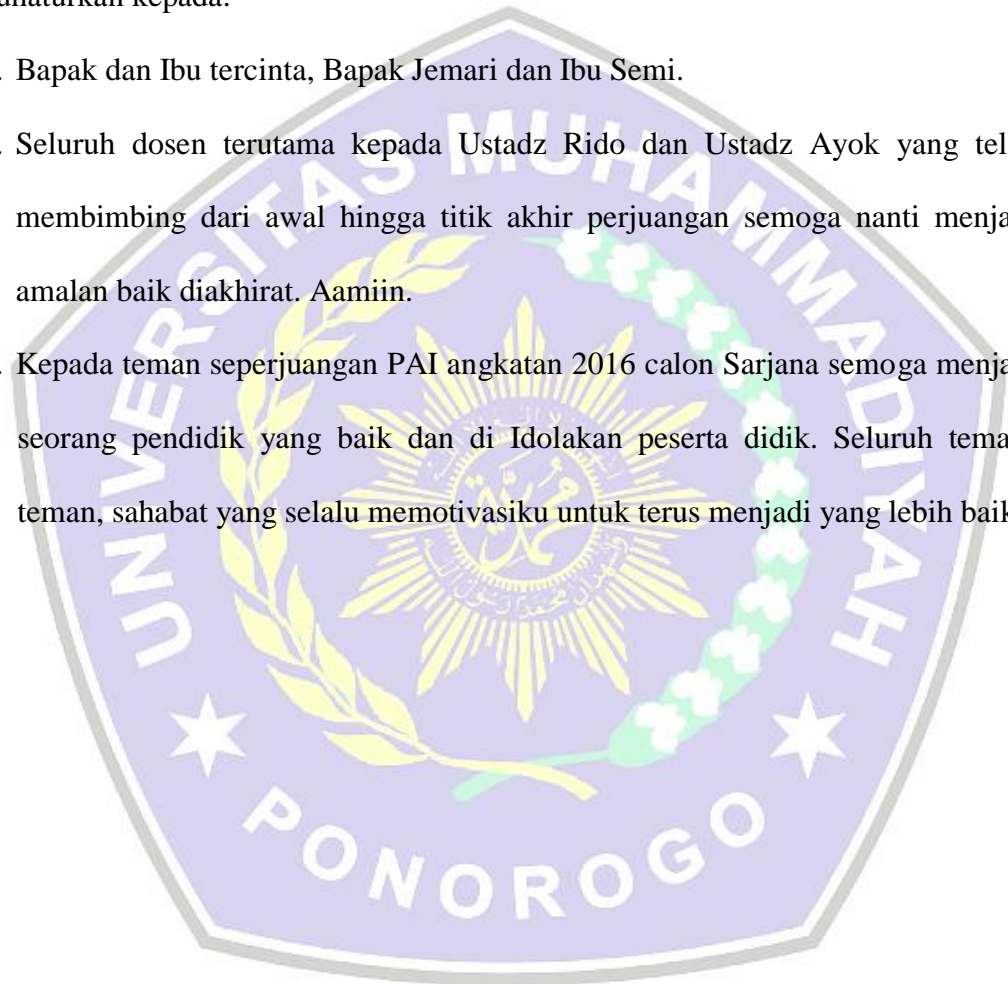 kepada:
. Bapak dan Ibu tercinta, Bapak Jemari dan Ibu Semi.
. Seluruh dosen terutama kepada Ustadz Rido dan Ustadz Ayok yang tel
membimbing dari awal hingga titik akhir perjuangan semoga nanti menja
amalan baik diakhirat. Aamiin.
. Kepada teman seperjuangan PAI angkatan 2016 calon Sarjana semoga menja
seorang pendidik yang baik dan di Idolakan peserta didik. Seluruh tema
teman, sahabat yang selalu memotivasiku untuk terus menjadi yang lebih baik
UNIVERSITAS MUHAMMADIYAH
PONOROGO
محمدية